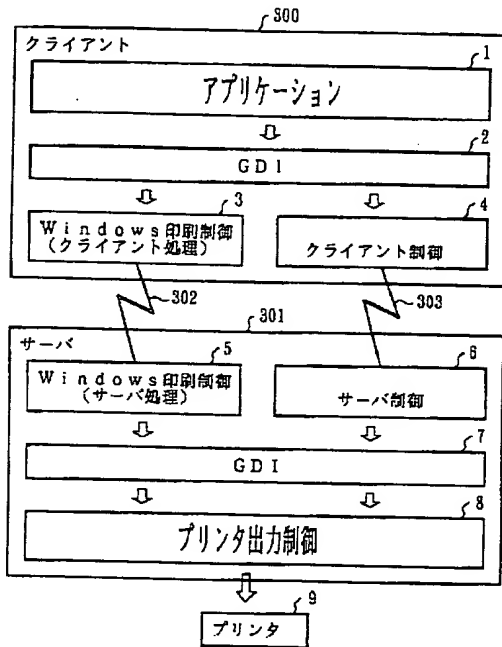 300
クライアント
1
アプリケーション
2
GDI
3
4
Windows印刷制御
(クライアント処理)
クライアント制御
302
303
301
サーバ
5
6
Windows印刷制御
(サーバ処理)
サーバ制御
7
GDI
8
プリンタ出力制御
9
プリンタ